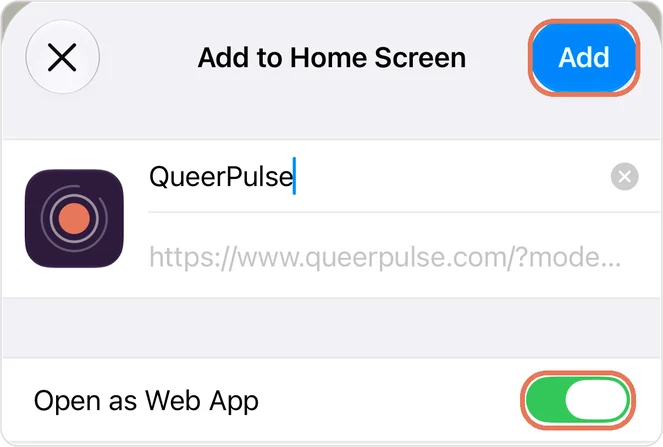 Add to Home Screen
Add
QueerPulse
https://www.queerpulse.com/?mode...
Open as Web App